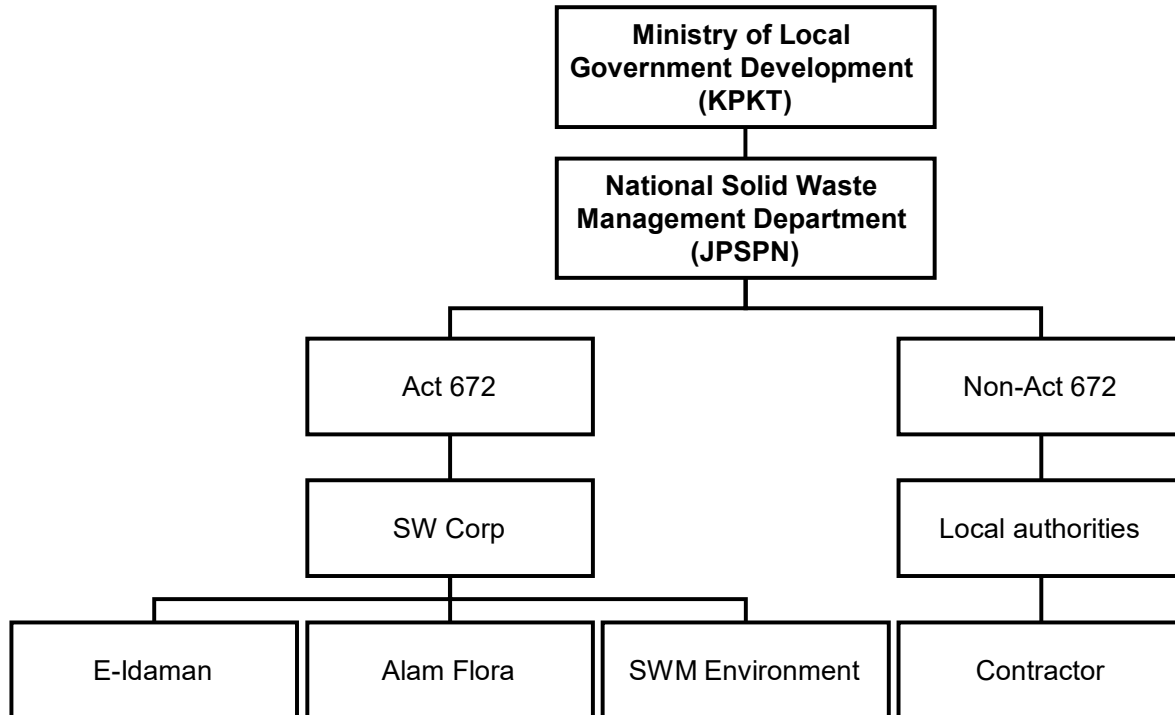 Ministry of Local
Government Development
(KPKT)
National Solid Waste
Management Department
(JPSPN)
Act 672
Non-Act 672
SW Corp
Local authorities
E-Idaman
Alam Flora
SWM Environment
Contractor